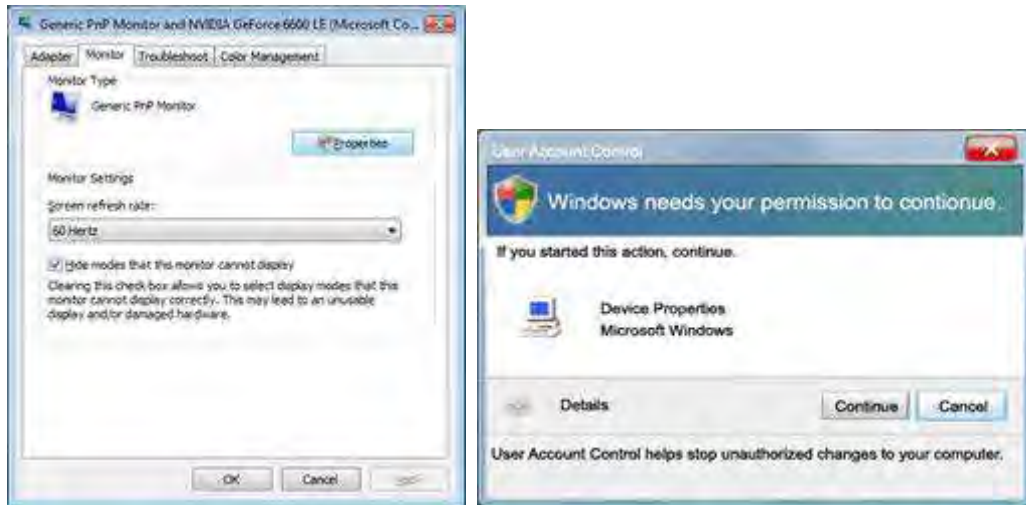 Generic PnP Monitor and NVIDIA GeForce 6600 LE (Microsoft Co...
Adapter Monitor Troubleshoot Color Management
Monitor Type
Generic PnP Monitor
Properties
Monitor Settings
Screen refresh rate:
60 Hertz
Hide modes that this monitor cannot display
Clearing this check box allows you to select display modes that this
monitor cannot display correctly. This may lead to an unusable
display and/or damaged hardware.
OK Cancel
User Account Control
Windows needs your permission to contionue.
If you started this action, continue.
Device Properties
Microsoft Windows
Details Continue Cancel
User Account Control helps stop unauthorized changes to your computer.